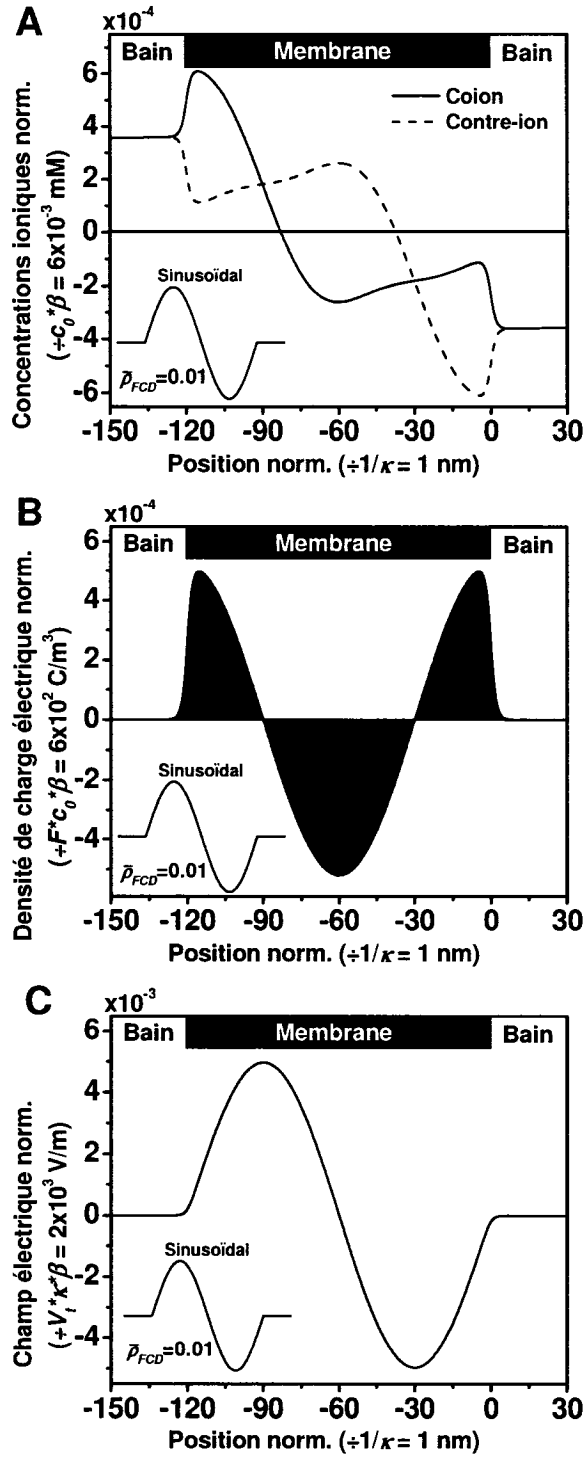 A
x10⁻⁴
Bain Membrane Bain
Coion
Contre-ion
Concentrations ioniques norm.
(÷c₀*β = 6x10⁻³ mM)
6
4
2
0
-2
-4
-6
Sinusoïdal
ρ̄FCD=0.01
-150 -120 -90 -60 -30 0 30
Position norm. (÷1/κ = 1 nm)
B
x10⁻⁴
Bain Membrane Bain
Densité de charge électrique norm.
(÷F*c₀*β = 6x10² C/m³)
6
4
2
0
-2
-4
Sinusoïdal
ρ̄FCD=0.01
-150 -120 -90 -60 -30 0 30
Position norm. (÷1/κ = 1 nm)
C
x10⁻³
Bain Membrane Bain
Champ électrique norm.
(÷Vₜ*κ*β = 2x10³ V/m)
6
4
2
0
-2
-4
Sinusoïdal
ρ̄FCD=0.01
-150 -120 -90 -60 -30 0 30
Position norm. (÷1/κ = 1 nm)